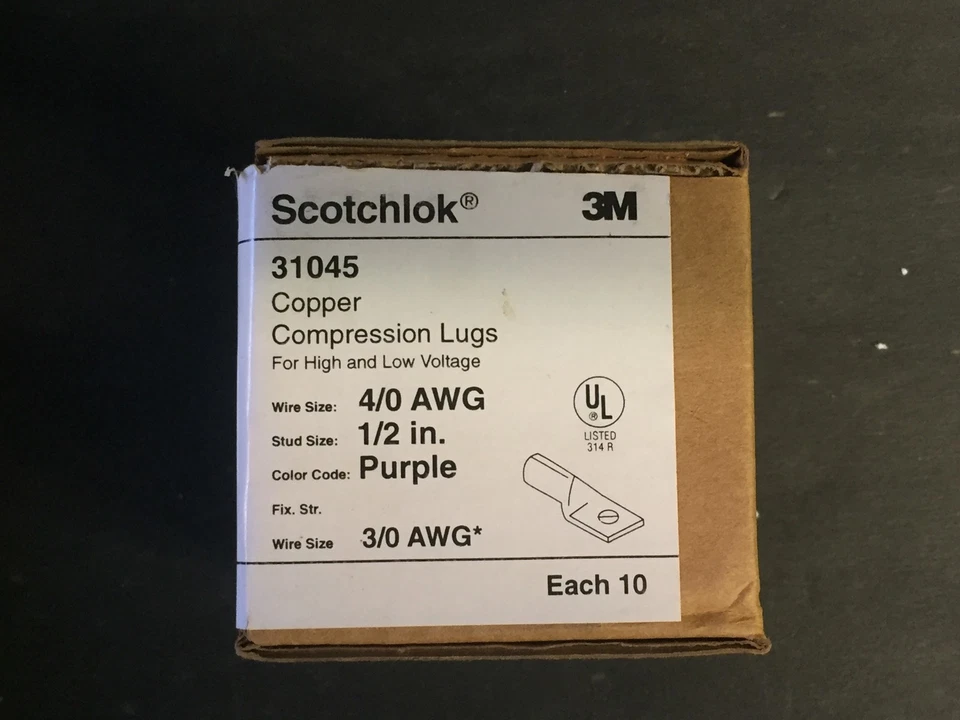 Scotchlok® 3M
31045
Copper
Compression Lugs
For High and Low Voltage
Wire Size: 4/0 AWG
Stud Size: 1/2 in.
Color Code: Purple
Fix. Str.
Wire Size 3/0 AWG*
UL®
LISTED
314 R
Each 10